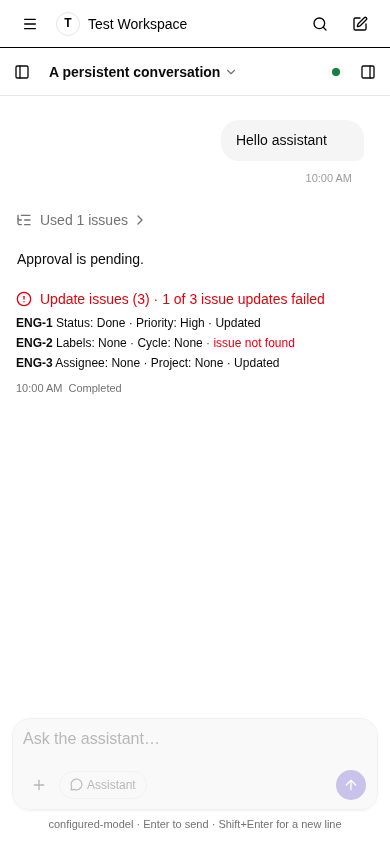 T Test Workspace
A persistent conversation
Hello assistant
10:00 AM
Used 1 issues
Approval is pending.
Update issues (3) · 1 of 3 issue updates failed
ENG-1 Status: Done · Priority: High · Updated
ENG-2 Labels: None · Cycle: None · issue not found
ENG-3 Assignee: None · Project: None · Updated
10:00 AM Completed
Ask the assistant…
Assistant
configured-model · Enter to send · Shift+Enter for a new line